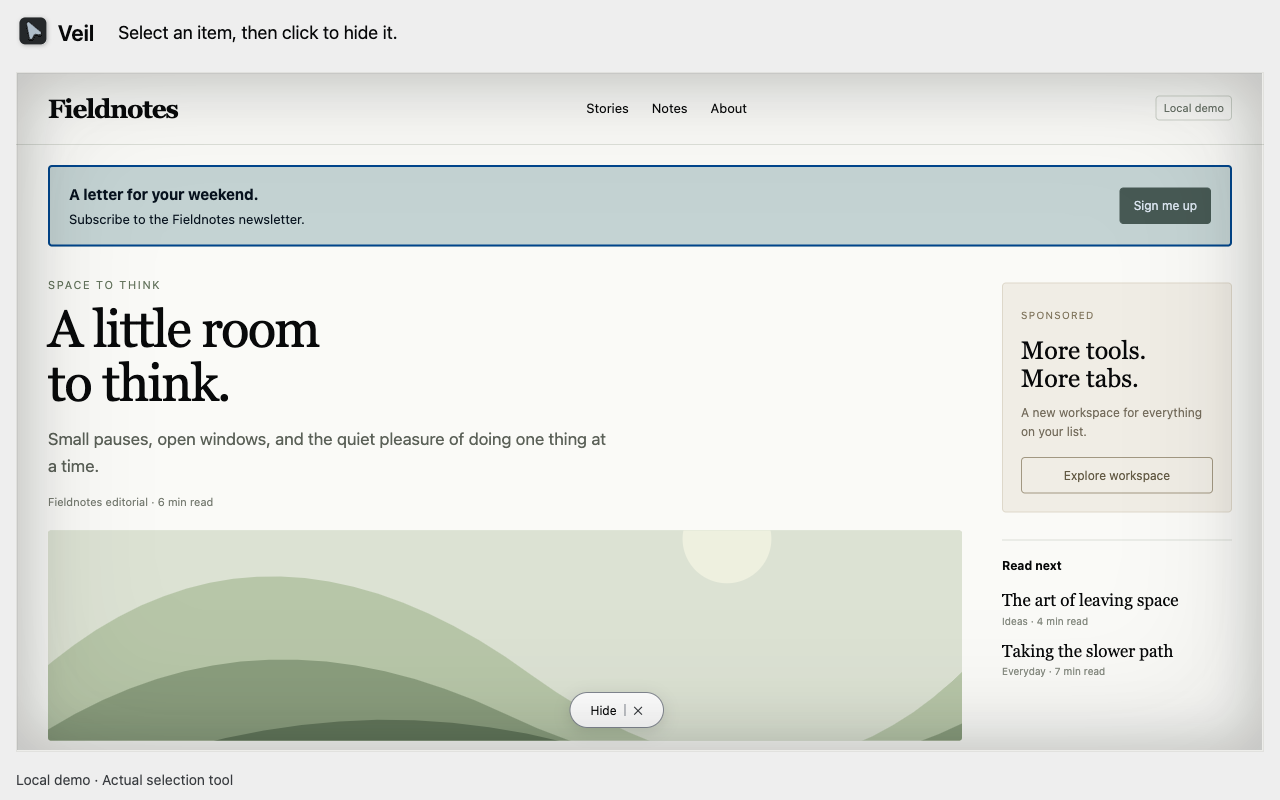 Veil
Select an item, then click to hide it.
Fieldnotes
Stories
Notes
About
Local demo
A letter for your weekend.
Subscribe to the Fieldnotes newsletter.
Sign me up
SPACE TO THINK
A little room
to think.
Small pauses, open windows, and the quiet pleasure of doing one thing at
a time.
Fieldnotes editorial · 6 min read
SPONSORED
More tools.
More tabs.
A new workspace for everything
on your list.
Explore workspace
Read next
The art of leaving space
Ideas · 4 min read
Taking the slower path
Everyday · 7 min read
Hide
Local demo · Actual selection tool